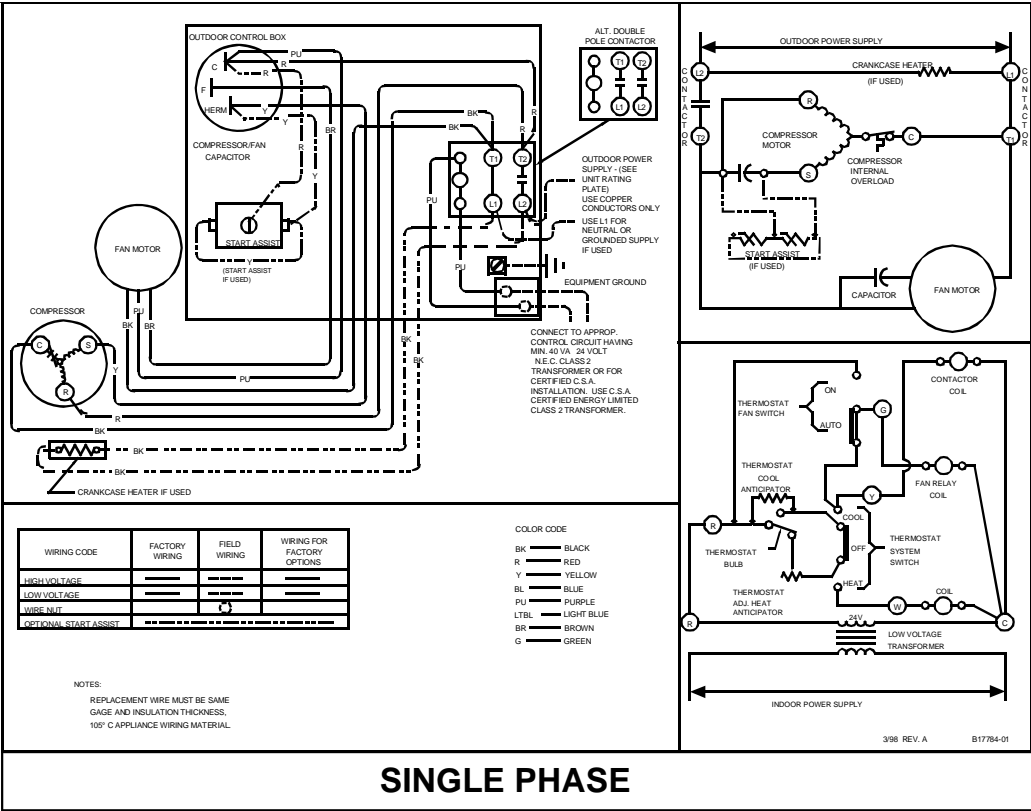 OUTDOOR CONTROL BOX
C
F
HERM
PU
R
R
Y
Y
BR
R
Y
COMPRESSOR/FAN
CAPACITOR
START ASSIST
Y
(START ASSIST
IF USED)
FAN MOTOR
BK
PU
BR
COMPRESSOR
C
S
R
Y
PU
R
BK
BK
BK
CRANKCASE HEATER IF USED
BK
BK
R
R
BK
BK
PU
PU
T1
T2
L1
L2
ALT. DOUBLE
POLE CONTACTOR
T1
T2
L1
L2
OUTDOOR POWER
SUPPLY - (SEE
UNIT RATING
PLATE)
USE COPPER
CONDUCTORS ONLY
USE L1 FOR
NEUTRAL OR
GROUNDED SUPPLY
IF USED
EQUIPMENT GROUND
CONNECT TO APPROP.
CONTROL CIRCUIT HAVING
MIN. 40 VA 24 VOLT
N.E.C. CLASS 2
TRANSFORMER OR FOR
CERTIFIED C.S.A.
INSTALLATION. USE C.S.A.
CERTIFIED ENERGY LIMITED
CLASS 2 TRANSFORMER.
OUTDOOR POWER SUPPLY
L2
CRANKCASE HEATER
(IF USED)
L1
CONTACTOR
CONTACTOR
T2
T1
R
COMPRESSOR
MOTOR
S
C
COMPRESSOR
INTERNAL
OVERLOAD
START ASSIST
(IF USED)
CAPACITOR
FAN MOTOR
CONTACTOR
COIL
ON
THERMOSTAT
FAN SWITCH
AUTO
G
FAN RELAY
COIL
THERMOSTAT
COOL
ANTICIPATOR
Y
R
COOL
OFF
HEAT
THERMOSTAT
SYSTEM
SWITCH
THERMOSTAT
BULB
THERMOSTAT
ADJ. HEAT
ANTICIPATOR
W
COIL
R
24V
C
LOW VOLTAGE
TRANSFORMER
INDOOR POWER SUPPLY
3/98 REV. A B17784-01
WIRING CODE
FACTORY
WIRING
FIELD
WIRING
WIRING FOR
FACTORY
OPTIONS
HIGH VOLTAGE
LOW VOLTAGE
WIRE NUT
OPTIONAL START ASSIST
COLOR CODE
BK BLACK
R RED
Y YELLOW
BL BLUE
PU PURPLE
LTBL LIGHT BLUE
BR BROWN
G GREEN
NOTES:
REPLACEMENT WIRE MUST BE SAME
GAGE AND INSULATION THICKNESS,
105° C APPLIANCE WIRING MATERIAL.
SINGLE PHASE